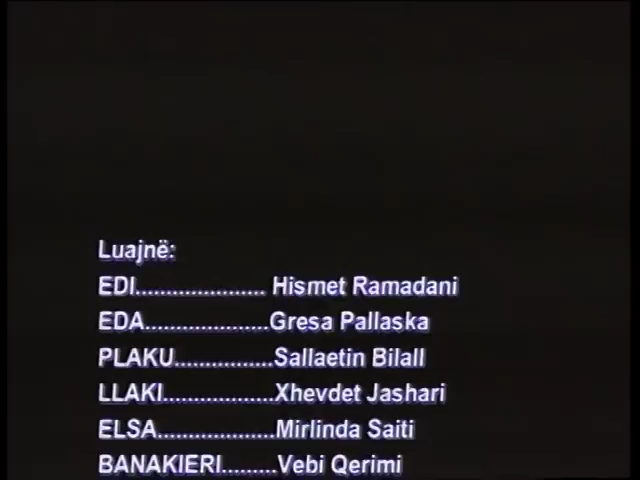 Luajnë:
EDI..................... Hismet Ramadani
EDA....................Gresa Pallaska
PLAKU................Sallaetin Bilall
LLAKI..................Xhevdet Jashari
ELSA...................Mirlinda Saiti
BANAKIERI.........Vebi Qerimi